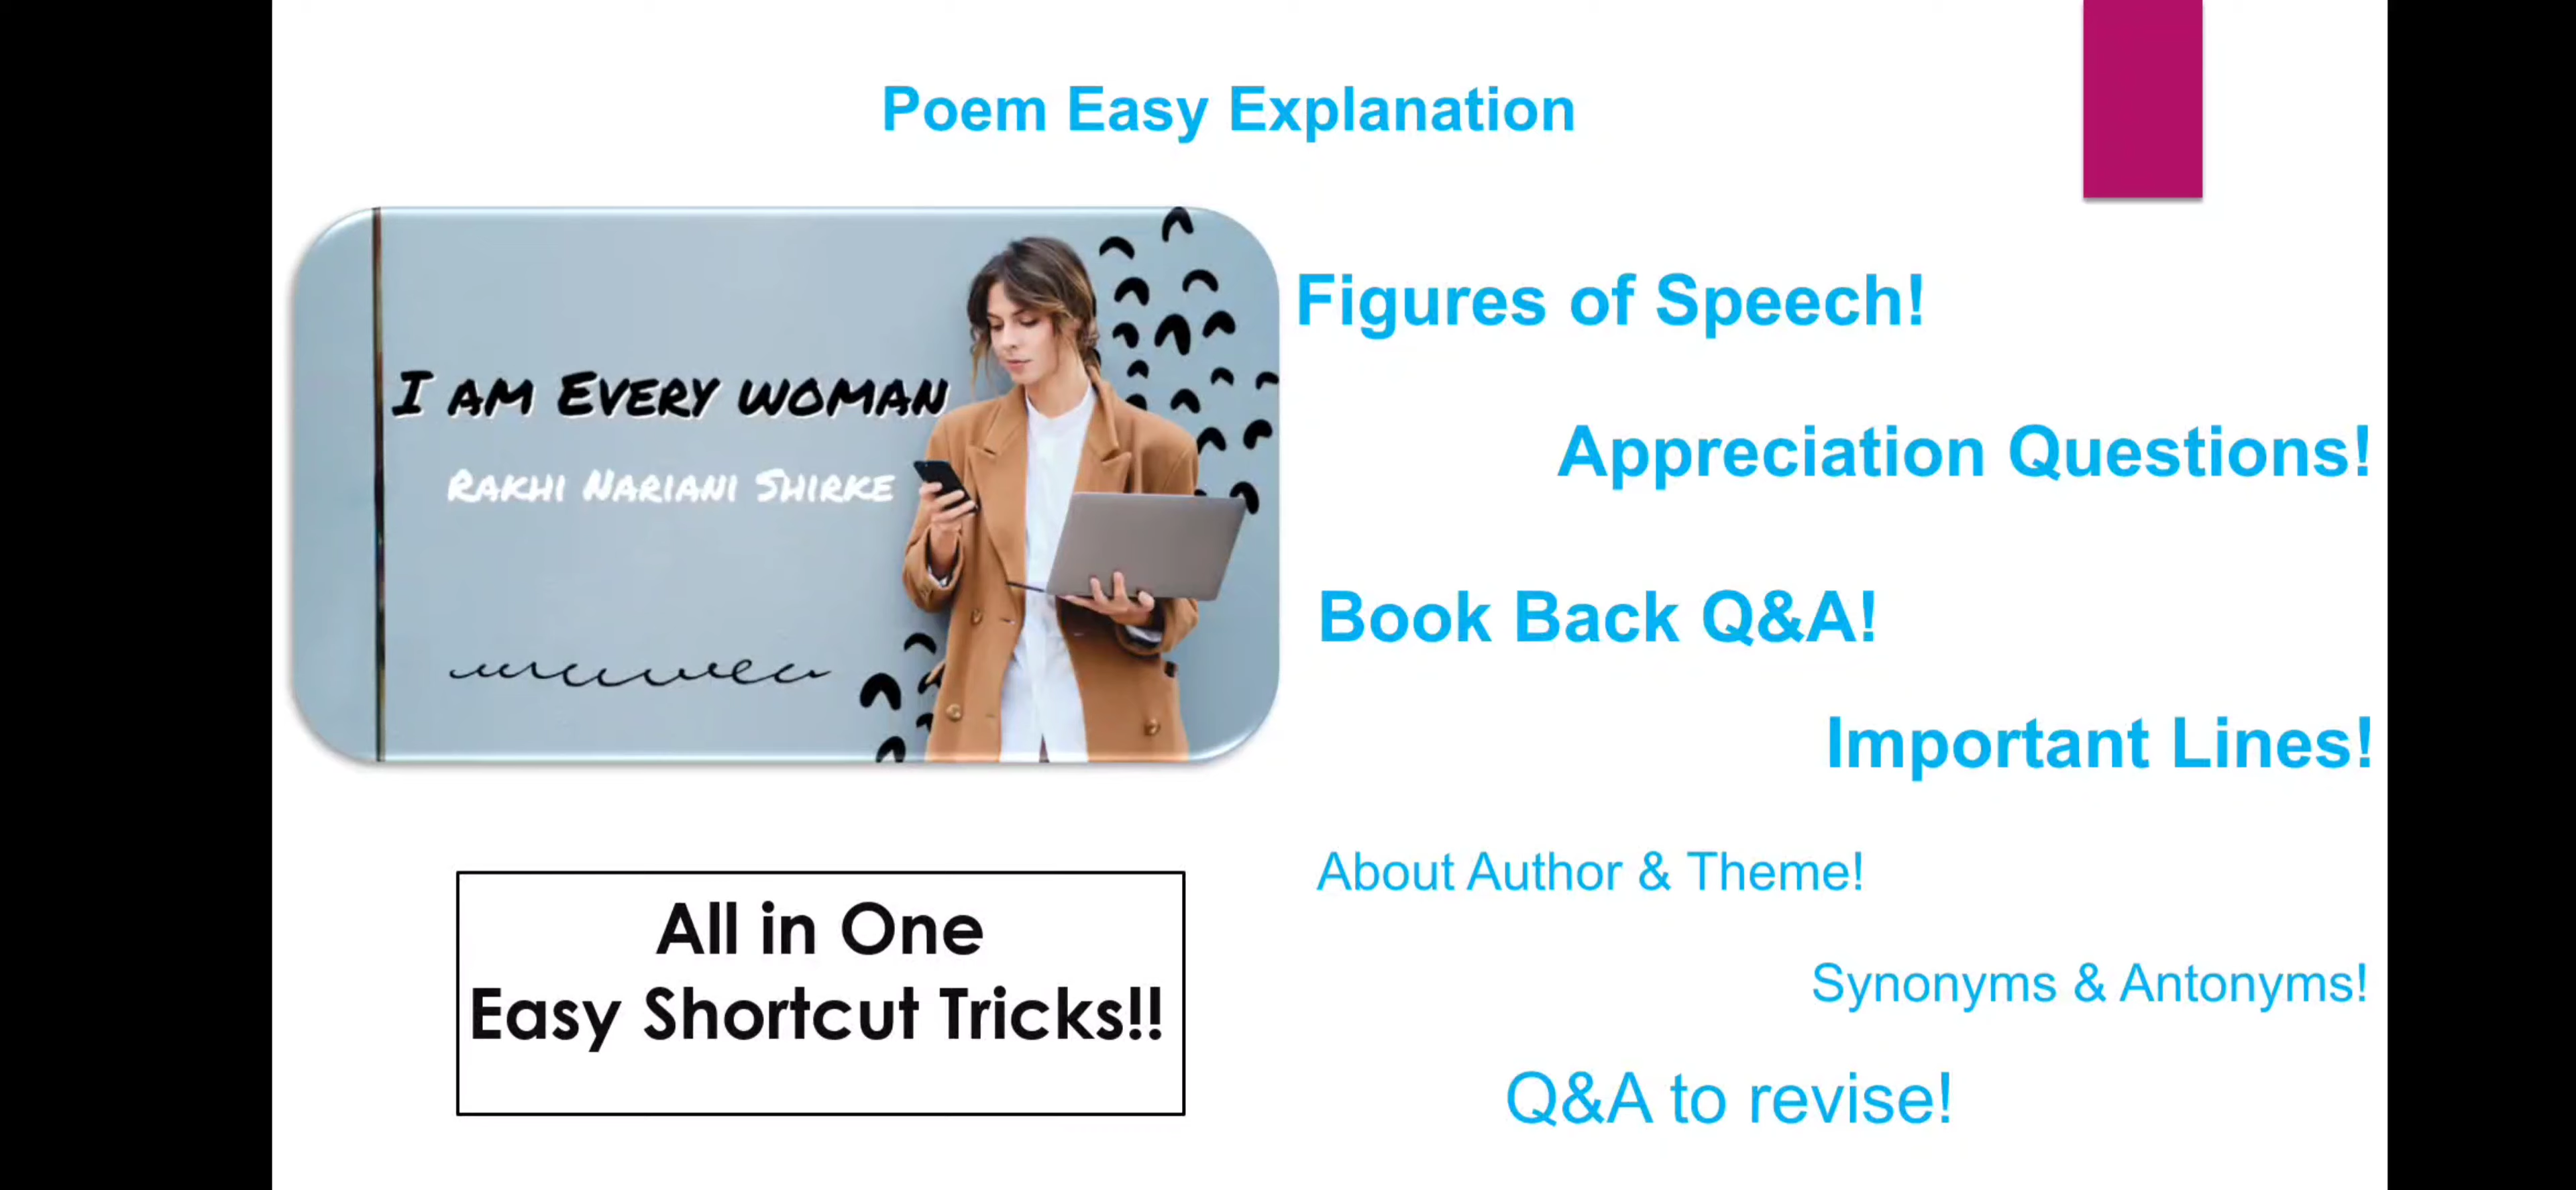 Poem Easy Explanation
I AM EVERY WOMAN
RAKHI NARIANI SHIRKE
Figures of Speech!
Appreciation Questions!
Book Back Q&A!
Important Lines!
About Author & Theme!
Synonyms & Antonyms!
Q&A to revise!
All in One
Easy Shortcut Tricks!!